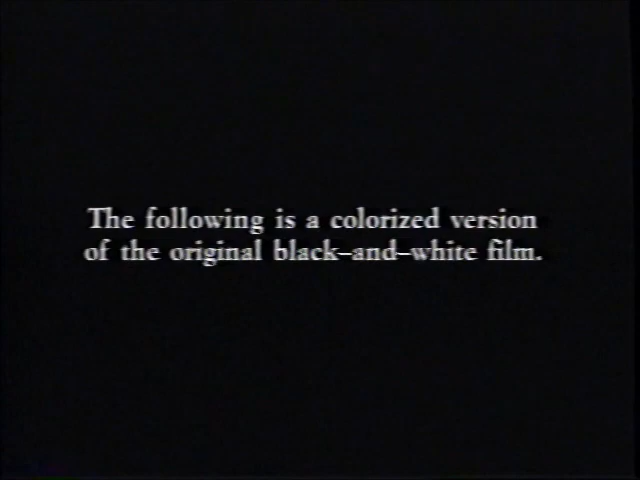 The following is a colorized version
of the original black–and–white film.